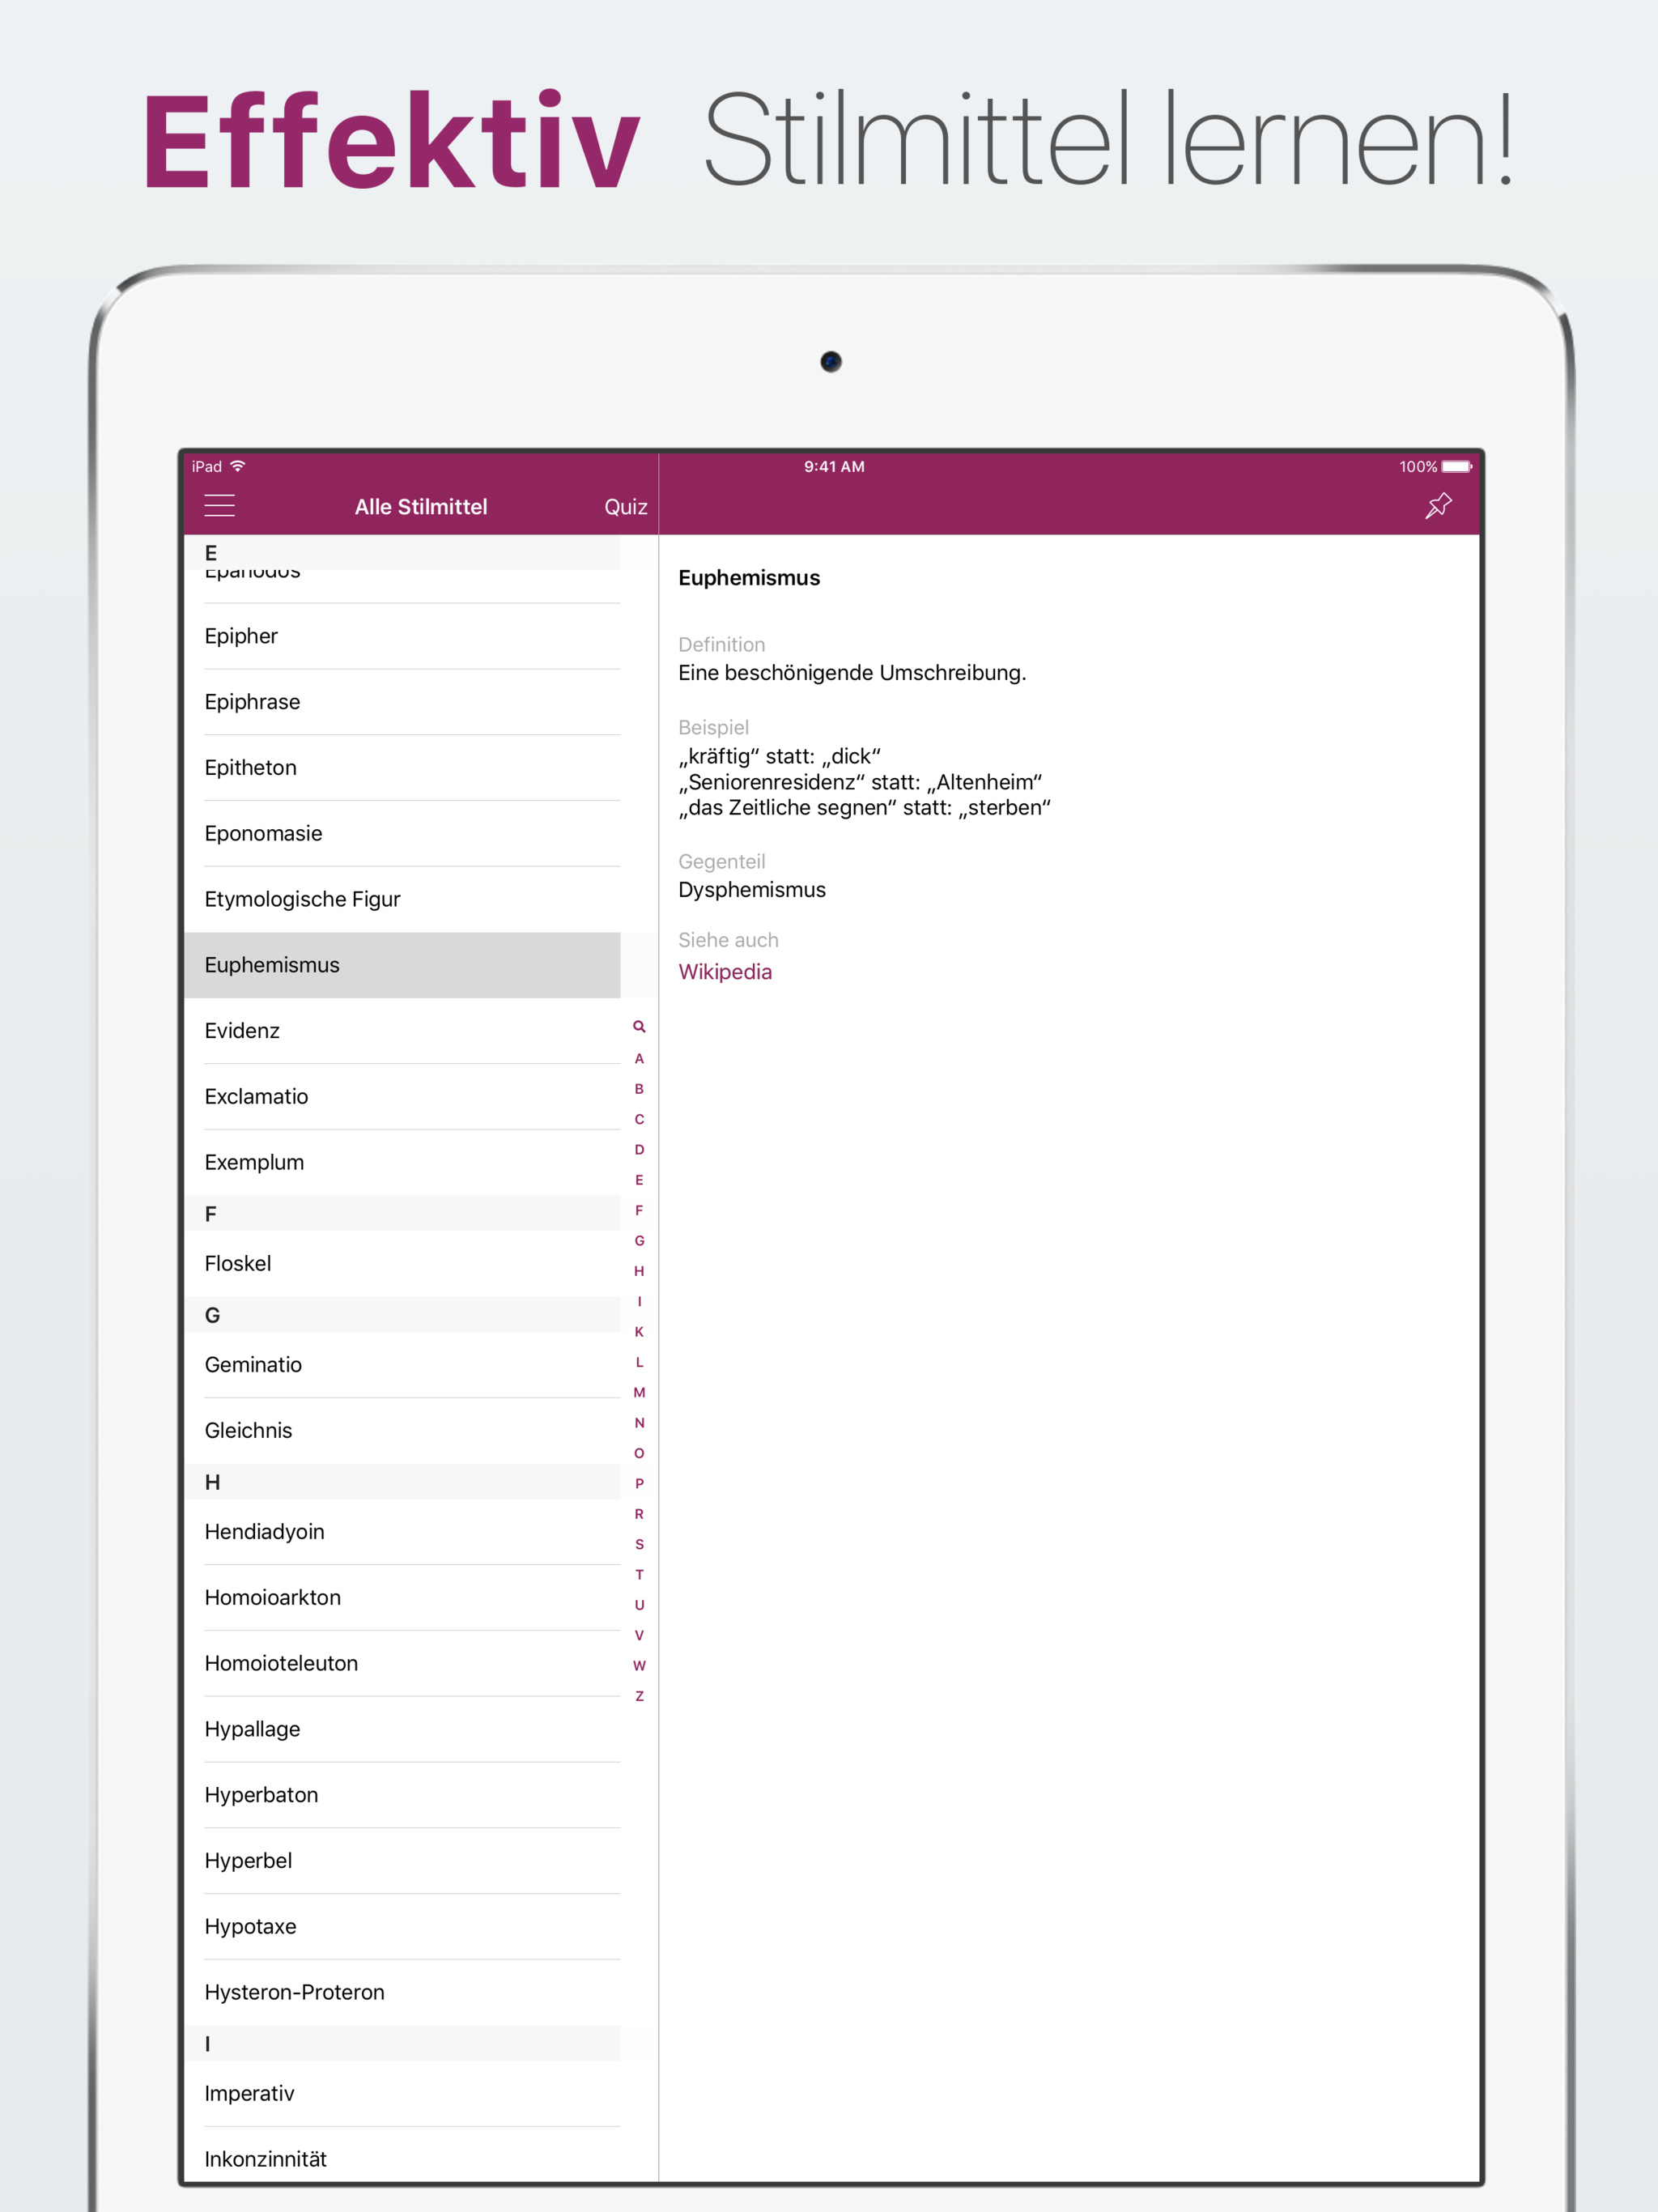 Effektiv Stilmittel lernen!
iPad
9:41 AM
100%
Alle Stilmittel
Quiz
E
Epanodos
Epipher
Epiphrase
Epitheton
Eponomasie
Etymologische Figur
Euphemismus
Evidenz
Exclamatio
Exemplum
F
Floskel
G
Geminatio
Gleichnis
H
Hendiadyoin
Homoioarkton
Homoioteleuton
Hypallage
Hyperbaton
Hyperbel
Hypotaxe
Hysteron-Proteron
I
Imperativ
Inkonzinnität
A
B
C
D
E
F
G
H
I
K
L
M
N
O
P
R
S
T
U
V
W
Z
Euphemismus
Definition
Eine beschönigende Umschreibung.
Beispiel
„kräftig“ statt: „dick“
„Seniorenresidenz“ statt: „Altenheim“
„das Zeitliche segnen“ statt: „sterben“
Gegenteil
Dysphemismus
Siehe auch
Wikipedia